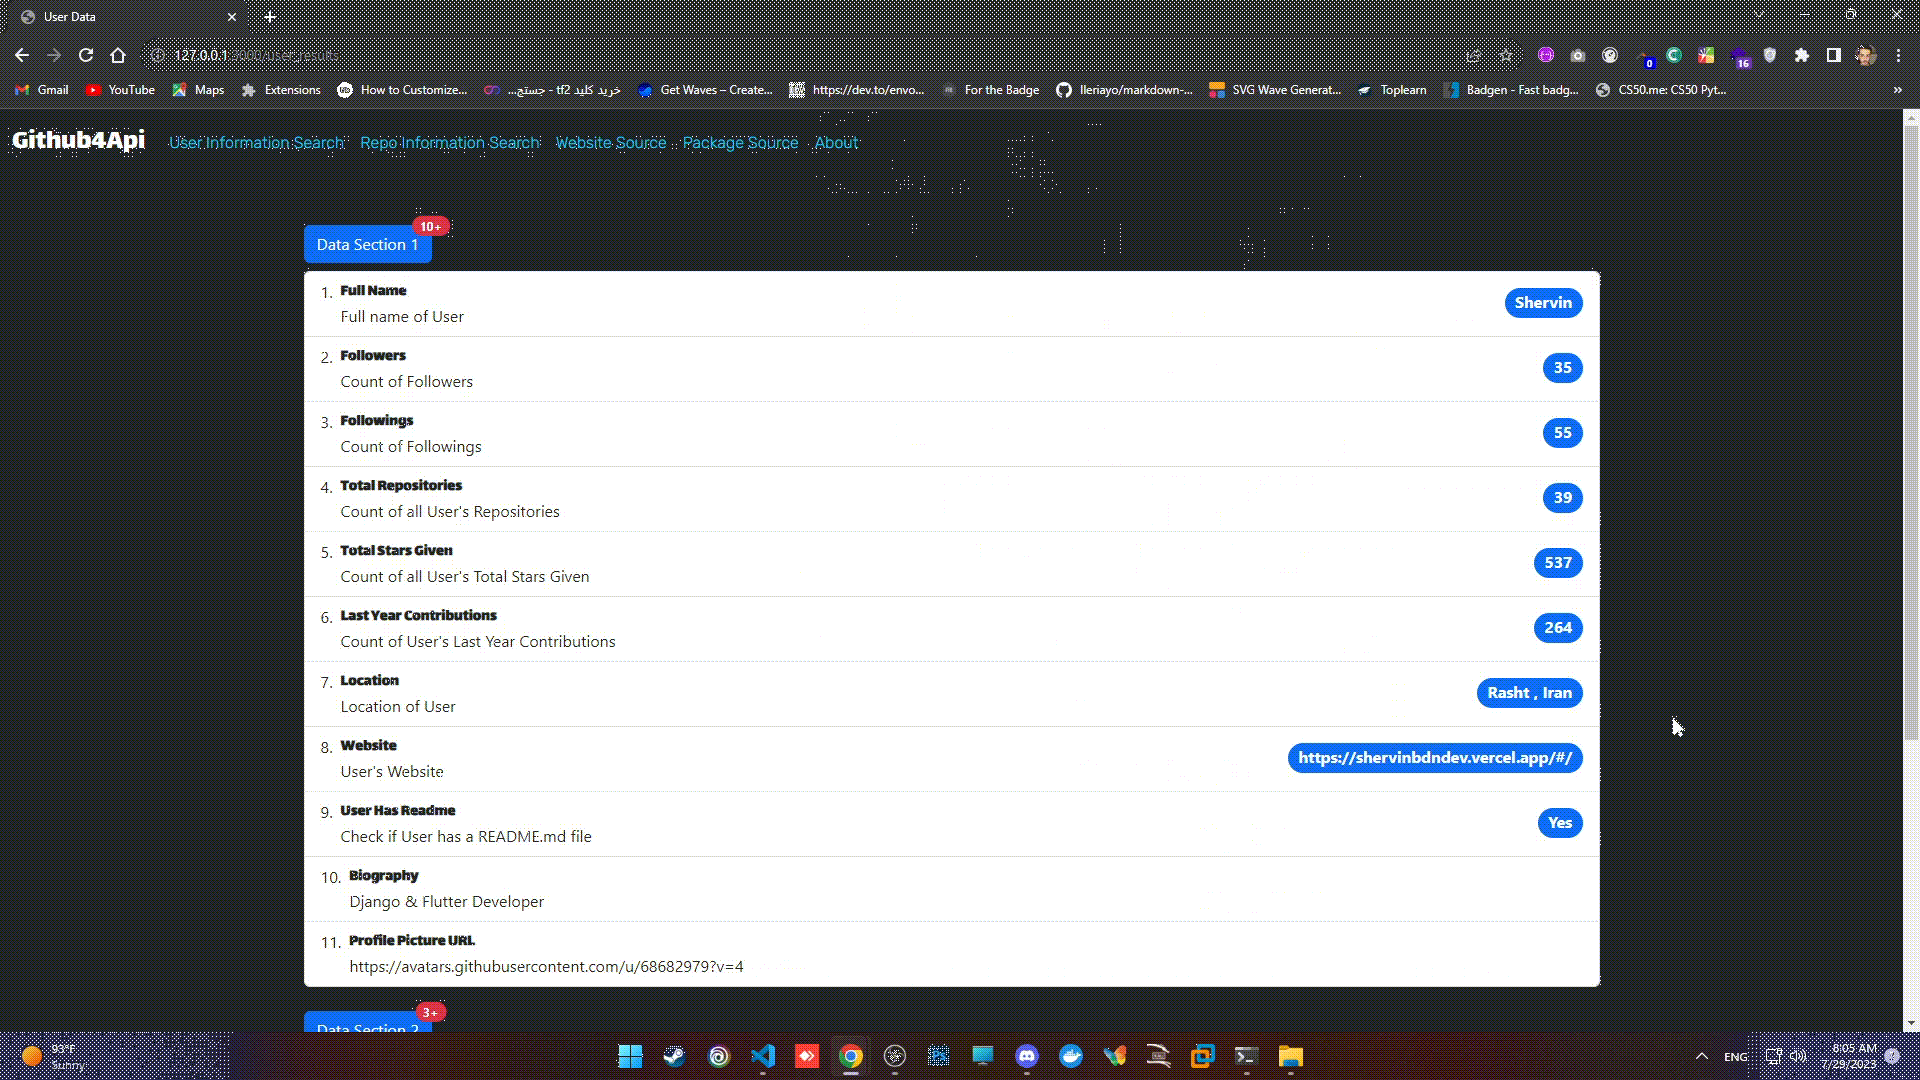 User Data
127.0.0.1:8000/user/results
Gmail
YouTube
Maps
Extensions
How to Customize...
خرید کلید tf2 - جستج...
Get Waves – Create...
https://dev.to/envo...
For the Badge
Ileriayo/markdown-...
SVG Wave Generat...
Toplearn
Badgen - Fast badg...
CS50.me: CS50 Pyt...
»
0
16
Github4Api
User Information Search
Repo Information Search
Website Source
Package Source
About
Data Section 1
10+
1. Full Name
Full name of User
Shervin
2. Followers
Count of Followers
35
3. Followings
Count of Followings
55
4. Total Repositories
Count of all User's Repositories
39
5. Total Stars Given
Count of all User's Total Stars Given
537
6. Last Year Contributions
Count of User's Last Year Contributions
264
7. Location
Location of User
Rasht , Iran
8. Website
User's Website
https://shervinbdndev.vercel.app/#/
9. User Has Readme
Check if User has a README.md file
Yes
10. Biography
Django & Flutter Developer
11. Profile Picture URL
https://avatars.githubusercontent.com/u/68682979?v=4
Data Section 2
3+
93°F
Sunny
ENG
8:05 AM
7/29/2023